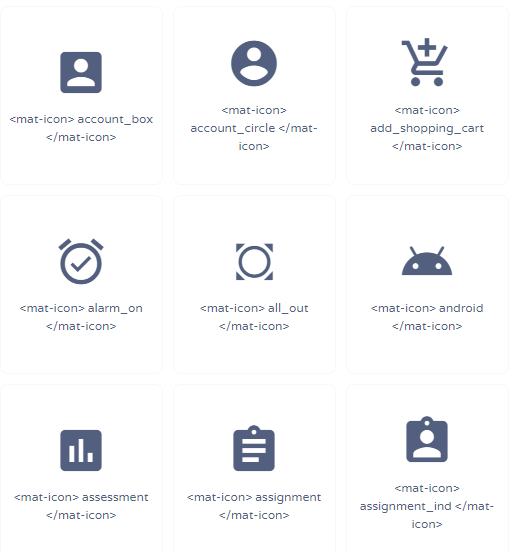 <mat-icon> account_box
</mat-icon>
<mat-icon>
account_circle </mat-
icon>
<mat-icon>
add_shopping_cart
</mat-icon>
<mat-icon> alarm_on
</mat-icon>
<mat-icon> all_out
</mat-icon>
<mat-icon> android
</mat-icon>
<mat-icon> assessment
</mat-icon>
<mat-icon> assignment
</mat-icon>
<mat-icon>
assignment_ind </mat-
icon>